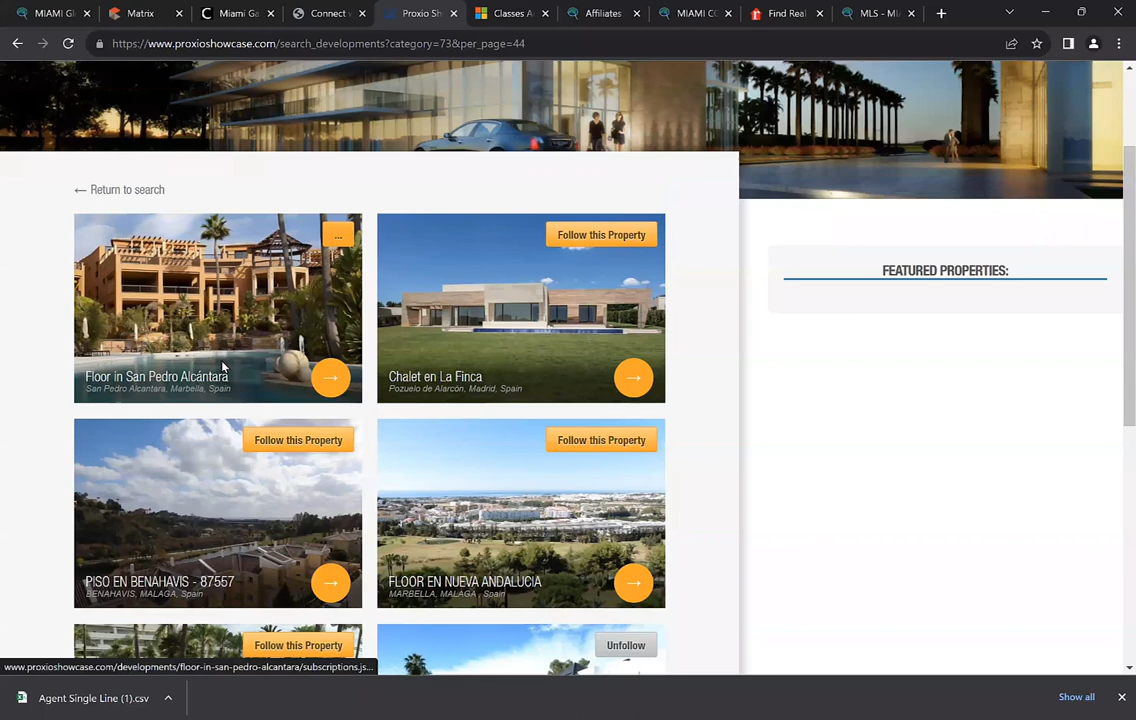 MIAMI Gl
Matrix
Miami Ga
Connect w
Proxio Sh
Classes A
Affiliates
MIAMI CC
Find Real
MLS - MI
https://www.proxioshowcase.com/search_developments?category=73&per_page=44
← Return to search
...
Floor in San Pedro Alcántara
San Pedro Alcantara, Marbella, Spain
→
Follow this Property
Chalet en La Finca
Pozuelo de Alarcón, Madrid, Spain
→
FEATURED PROPERTIES:
Follow this Property
PISO EN BENAHAVIS - 87557
BENAHAVIS, MALAGA, Spain
→
Follow this Property
FLOOR EN NUEVA ANDALUCIA
MARBELLA, MALAGA , Spain
→
Follow this Property
Unfollow
www.proxioshowcase.com/developments/floor-in-san-pedro-alcantara/subscriptions.js...
Agent Single Line (1).csv
Show all